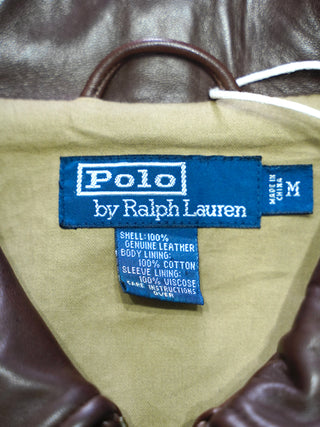 Polo
by Ralph Lauren
MADE IN
CHINA
M
SHELL: 100%
GENUINE LEATHER
BODY LINING:
100% COTTON
SLEEVE LINING:
100% VISCOSE
CARE INSTRUCTIONS
OVER